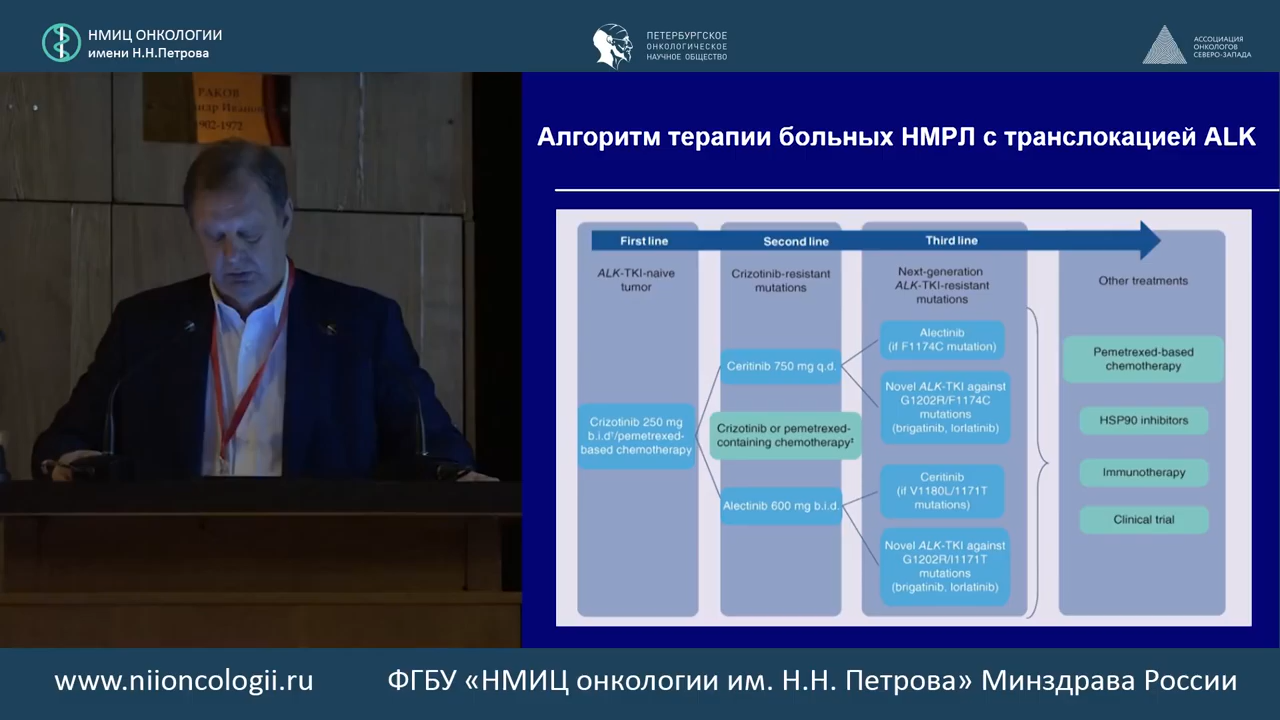 НМИЦ ОНКОЛОГИИ
имени Н.Н.Петрова
ПЕТЕРБУРГСКОЕ
ОНКОЛОГИЧЕСКОЕ
НАУЧНОЕ ОБЩЕСТВО
АССОЦИАЦИЯ
ОНКОЛОГОВ
СЕВЕРО-ЗАПАДА
РАКОВ
1902-1972
Алгоритм терапии больных НМРЛ с транслокацией ALK
First line
Second line
Third line
ALK-TKI-naive
tumor
Crizotinib-resistant
mutations
Next-generation
ALK-TKI-resistant
mutations
Other treatments
Crizotinib 250 mg
b.i.d†/pemetrexed-
based chemotherapy
Ceritinib 750 mg q.d.
Crizotinib or pemetrexed-
containing chemotherapy‡
Alectinib 600 mg b.i.d.
Alectinib
(if F1174C mutation)
Novel ALK-TKI against
G1202R/F1174C
mutations
(brigatinib, lorlatinib)
Ceritinib
(if V1180L/1171T
mutations)
Novel ALK-TKI against
G1202R/I1171T
mutations
(brigatinib, lorlatinib)
Pemetrexed-based
chemotherapy
HSP90 inhibitors
Immunotherapy
Clinical trial
www.niioncologii.ru
ФГБУ «НМИЦ онкологии им. Н.Н. Петрова» Минздрава России